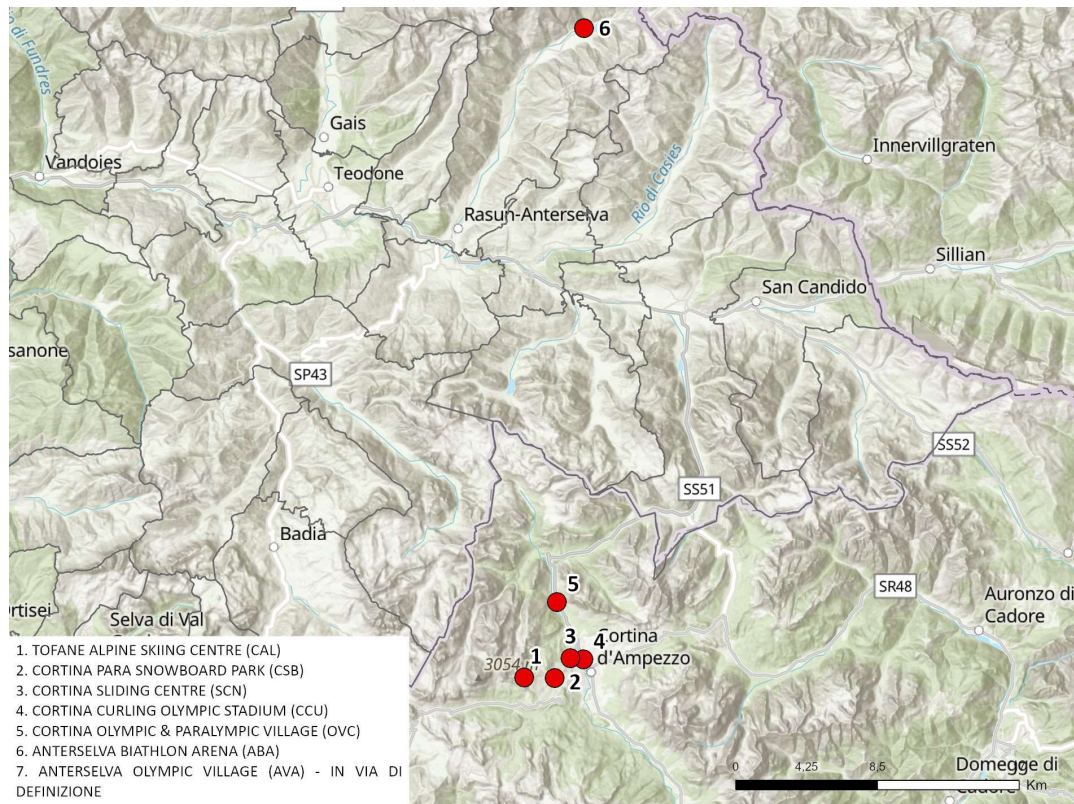 6
o di Fundres
Gais
Innervillgraten
Vandoies
Teodone
Rio di Casies
Rasun-Anterselva
Sillian
San Candido
sanone
SP43
SS52
SS51
Badia
5
SR48
Auronzo di
Cadore
Ortisei
Selva di Val
3
4
Cortina
d'Ampezzo
3054
1
2
1. TOFANE ALPINE SKIING CENTRE (CAL)
2. CORTINA PARA SNOWBOARD PARK (CSB)
3. CORTINA SLIDING CENTRE (SCN)
4. CORTINA CURLING OLYMPIC STADIUM (CCU)
5. CORTINA OLYMPIC & PARALYMPIC VILLAGE (OVC)
6. ANTERSELVA BIATHLON ARENA (ABA)
7. ANTERSELVA OLYMPIC VILLAGE (AVA) - IN VIA DI
DEFINIZIONE
0 4,25 8,5
Km
Domegge di
Cadore